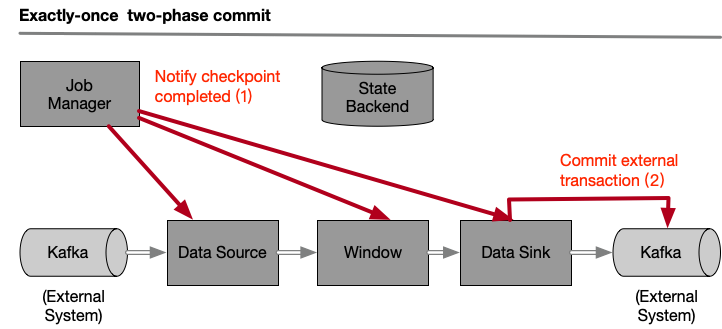 Exactly-once two-phase commit
Job
Manager
Notify checkpoint
completed (1)
State
Backend
Commit external
transaction (2)
Kafka
Data Source
Window
Data Sink
Kafka
(External
System)
(External
System)